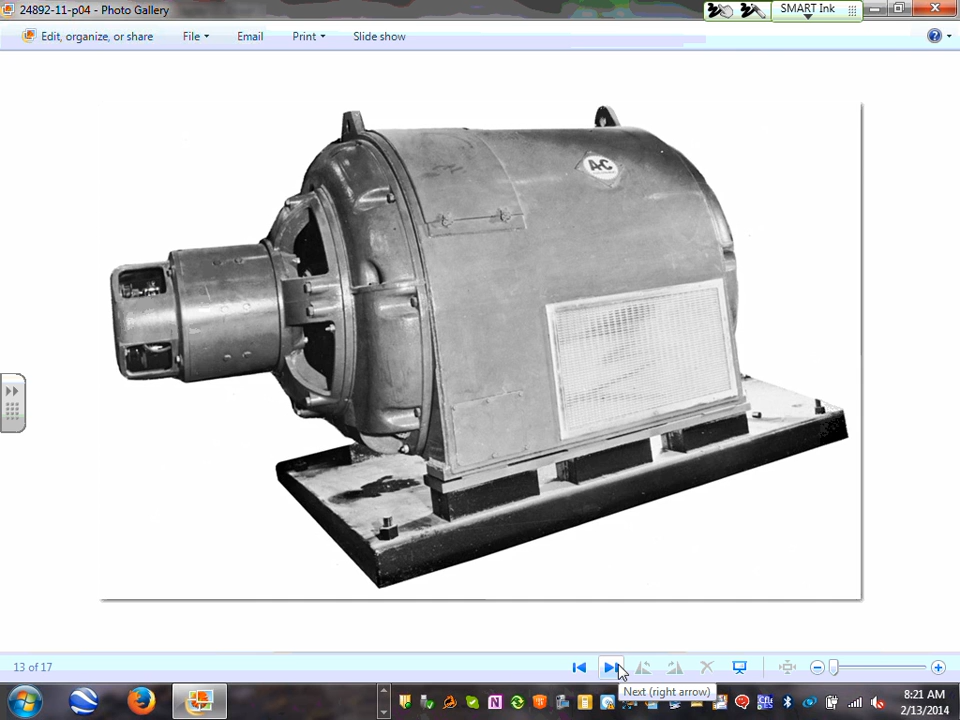 24892-11-p04 - Photo Gallery
SMART Ink
Edit, organize, or share
File
Email
Print
Slide show
A-C
13 of 17
Next (right arrow)
8:21 AM
2/13/2014